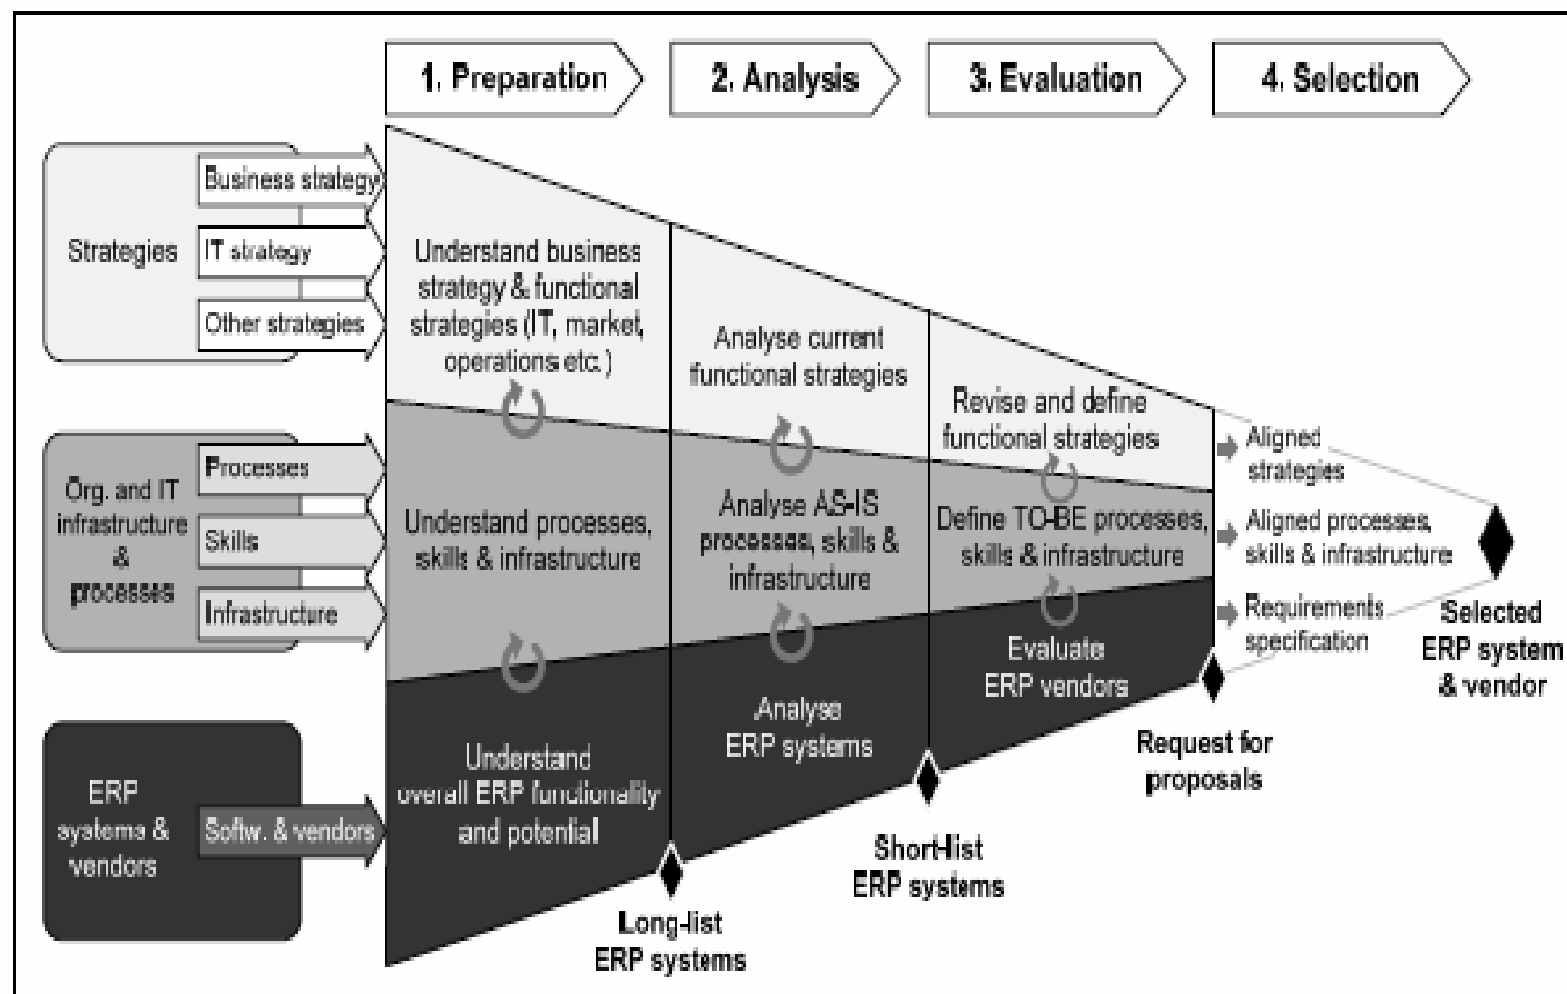 1. Preparation
2. Analysis
3. Evaluation
4. Selection
Strategies
Business strategy
IT strategy
Other strategies
Understand business
strategy & functional
strategies (IT, market,
operations etc.)
Analyse current
functional strategies
Revise and define
functional strategies
Aligned
strategies
Org. and IT
infrastructure
&
processes
Processes
Skills
Infrastructure
Understand processes,
skills & infrastructure
Analyse AS-IS
processes, skills &
infrastructure
Define TO-BE processes,
skills & infrastructure
Aligned processes,
skills & infrastructure
ERP
systems &
vendors
Softw. & vendors
Understand
overall ERP functionality
and potential
Analyse
ERP systems
Evaluate
ERP vendors
Requirements
specification
Selected
ERP system
& vendor
Request for
proposals
Short-list
ERP systems
Long-list
ERP systems